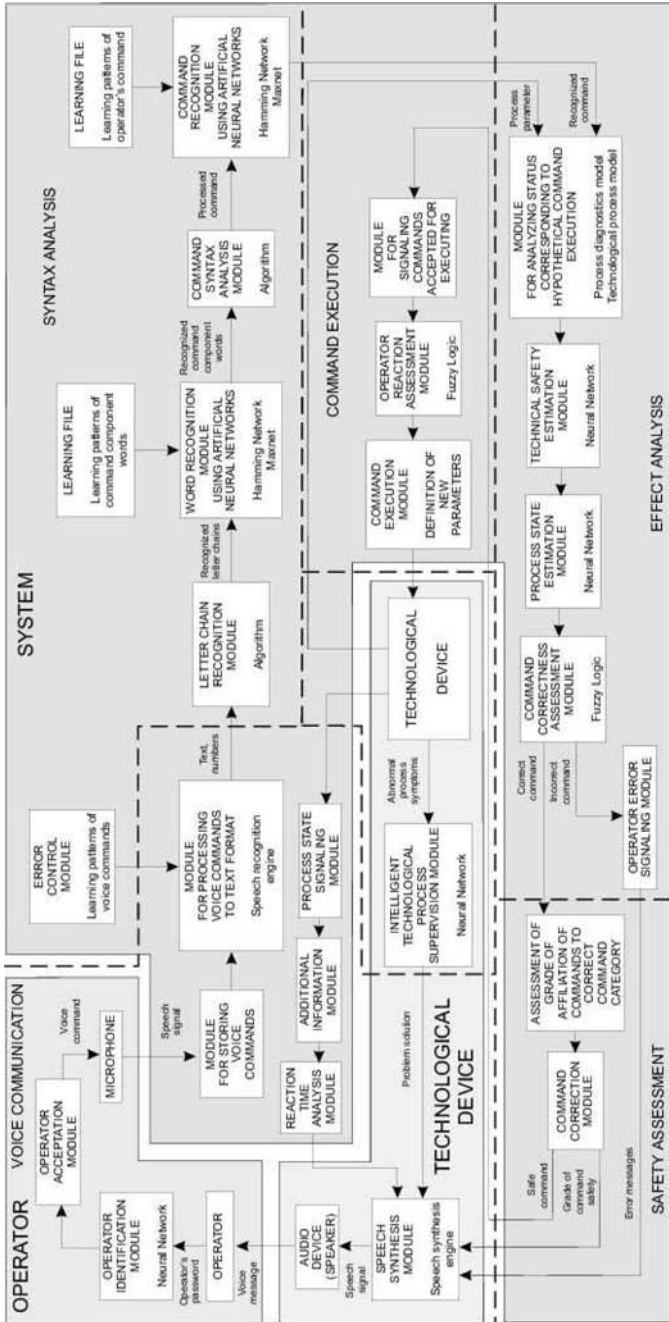 OPERATOR
VOICE COMMUNICATION
OPERATOR
ACCEPTATION
MODULE
Voice
command
MICROPHONE
Speech
signal
OPERATOR
IDENTIFICATION
MODULE
Neural Network
Operator's
password
OPERATOR
Voice
message
MODULE
FOR STORING
VOICE
COMMANDS
SYSTEM
ERROR
CONTROL
MODULE
Learning patterns of
voice commands
MODULE
FOR PROCESSING
VOICE COMMANDS
TO TEXT FORMAT
Speech recognition
engine
Text,
numbers
LETTER CHAIN
RECOGNITION
MODULE
Algorithm
Recognized
letter chains
SYNTAX ANALYSIS
LEARNING FILE
Learning patterns of
command component
words
WORD RECOGNITION
MODULE
USING ARTIFICIAL
NEURAL NETWORKS
Hamming Network
Maxnet
Recognized
command
component
words
COMMAND
SYNTAX
ANALYSIS
MODULE
Algorithm
Processed
command
LEARNING FILE
Learning patterns of
operator's command
COMMAND
RECOGNITION
MODULE
USING ARTIFICIAL
NEURAL NETWORKS
Hamming Network
Maxnet
AUDIO
DEVICE
(SPEAKER)
Speech
signal
SPEECH
SYNTHESIS
MODULE
Speech synthesis
engine
REACTION
TIME
ANALYSIS
MODULE
ADDITIONAL
INFORMATION
MODULE
PROCESS STATE
SIGNALING
MODULE
Problem solution
TECHNOLOGICAL
DEVICE
INTELLIGENT
TECHNOLOGICAL
PROCESS
SUPERVISION MODULE
Neural Network
Abnormal
process
symptoms
TECHNOLOGICAL
DEVICE
COMMAND EXECUTION
COMMAND
EXECUTION
MODULE
DEFINITION OF
NEW
PARAMETERS
OPERATOR
REACTION
ASSESSMENT
MODULE
Fuzzy Logic
MODULE
FOR
SIGNALING
COMMANDS
ACCEPTED FOR
EXECUTING
Process
parameter
Recognized
command
Safe
command
Grade of
command
safety
Error messages
COMMAND
CORRECTION
MODULE
ASSESSMENT OF
GRADE OF
AFFILIATION OF
COMMANDS TO
CORRECT
COMMAND
CATEGORY
SAFETY ASSESSMENT
Correct
command
Incorrect
command
OPERATOR ERROR
SIGNALING MODULE
COMMAND
CORRECTNESS
ASSESSMENT
MODULE
Fuzzy Logic
PROCESS STATE
ESTIMATION
MODULE
Neural Network
TECHNICAL SAFETY
ESTIMATION
MODULE
Neural Network
MODULE
FOR ANALYZING STATUS
CORRESPONDING TO
HYPOTHETICAL COMMAND
EXECUTION
Process diagnostics model
Technological process model
EFFECT ANALYSIS